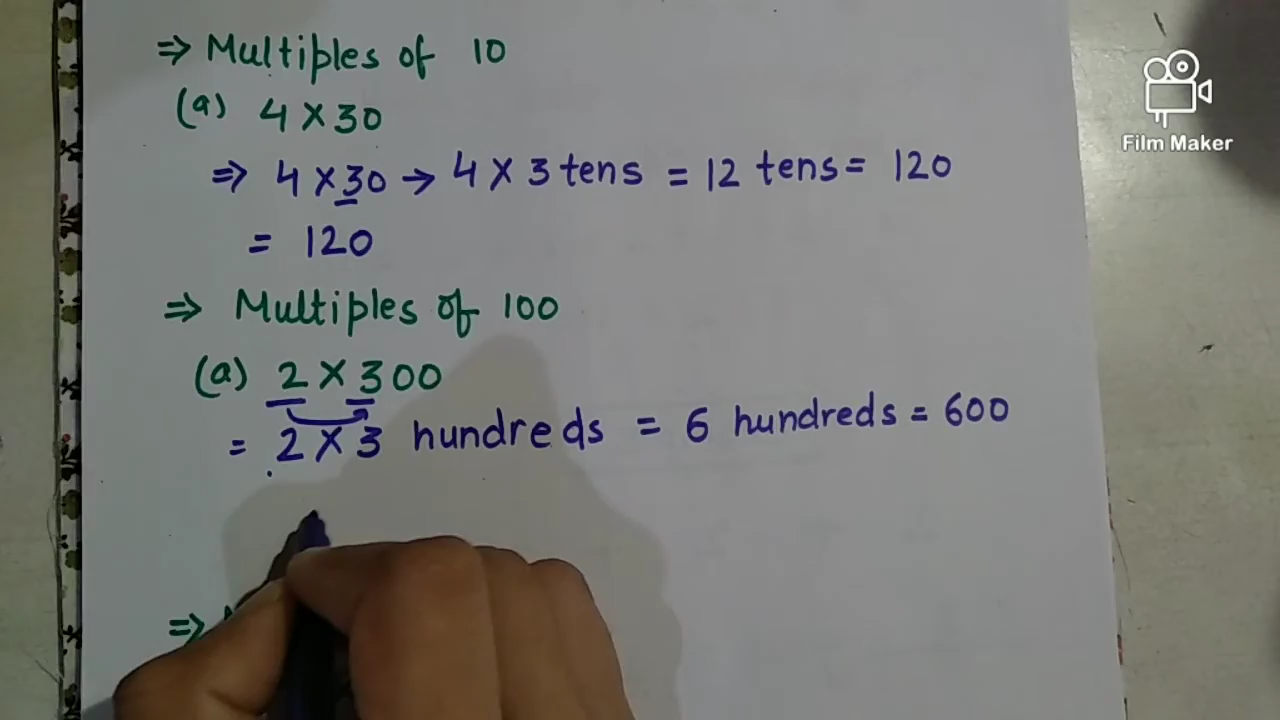 ⇒ Multiples of 10
(a) 4 × 30
⇒ 4 × 30 → 4 × 3 tens = 12 tens = 120
= 120
⇒ Multiples of 100
(a) 2 × 300
= 2 × 3 hundreds = 6 hundreds = 600
⇒
Film Maker